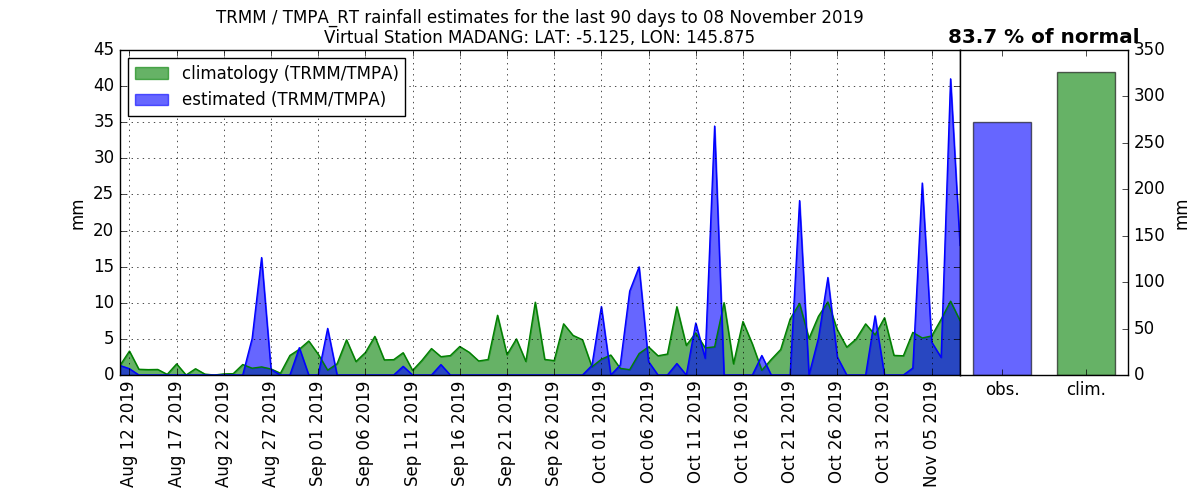 TRMM / TMPA_RT rainfall estimates for the last 90 days to 08 November 2019
Virtual Station MADANG: LAT: -5.125, LON: 145.875
83.7 % of normal
climatology (TRMM/TMPA)
estimated (TRMM/TMPA)
45
40
35
30
25
20
15
10
5
0
mm
350
300
250
200
150
100
50
0
mm
Aug 12 2019
Aug 17 2019
Aug 22 2019
Aug 27 2019
Sep 01 2019
Sep 06 2019
Sep 11 2019
Sep 16 2019
Sep 21 2019
Sep 26 2019
Oct 01 2019
Oct 06 2019
Oct 11 2019
Oct 16 2019
Oct 21 2019
Oct 26 2019
Oct 31 2019
Nov 05 2019
obs.
clim.